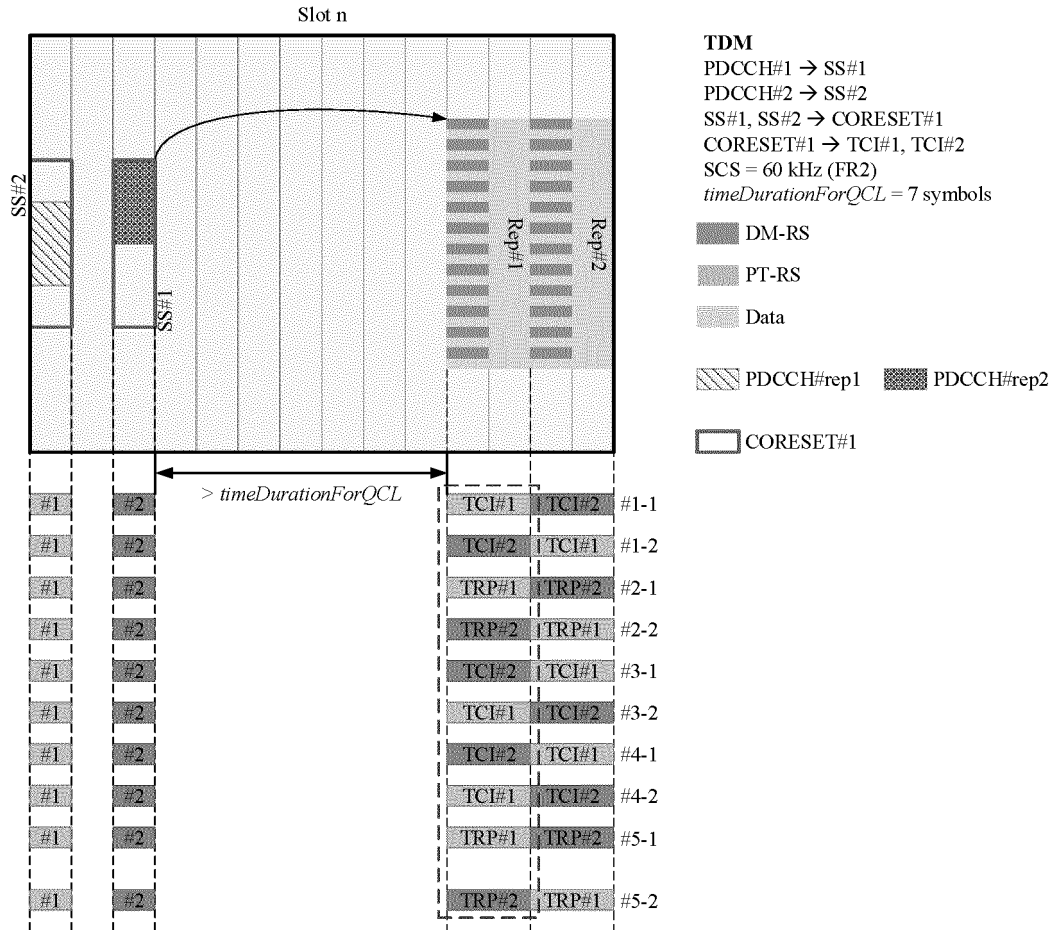 Slot n
SS#2
SS#1
Rep#1
Rep#2
TDM
PDCCH#1 → SS#1
PDCCH#2 → SS#2
SS#1, SS#2 → CORESET#1
CORESET#1 → TCI#1, TCI#2
SCS = 60 kHz (FR2)
timeDurationForQCL = 7 symbols
DM-RS
PT-RS
Data
PDCCH#rep1 PDCCH#rep2
CORESET#1
> timeDurationForQCL
#1 #2 TCI#1 TCI#2 #1-1
#1 #2 TCI#2 TCI#1 #1-2
#1 #2 TRP#1 TRP#2 #2-1
#1 #2 TRP#2 TRP#1 #2-2
#1 #2 TCI#2 TCI#1 #3-1
#1 #2 TCI#1 TCI#2 #3-2
#1 #2 TCI#2 TCI#1 #4-1
#1 #2 TCI#1 TCI#2 #4-2
#1 #2 TRP#1 TRP#2 #5-1
#1 #2 TRP#2 TRP#1 #5-2